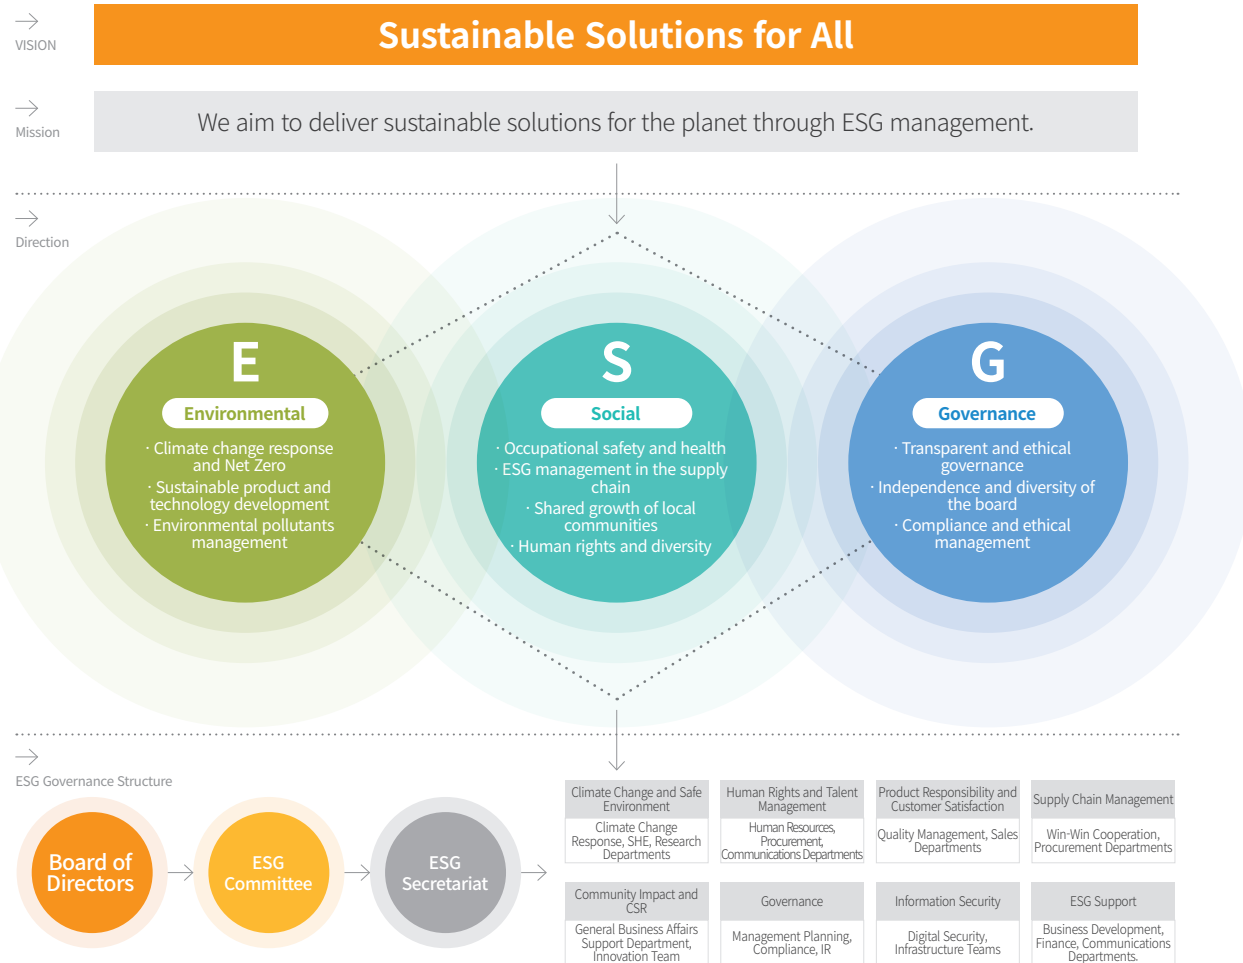 VISION
Sustainable Solutions for All
Mission
We aim to deliver sustainable solutions for the planet through ESG management.
Direction
E
Environmental
· Climate change response
and Net Zero
· Sustainable product and
technology development
· Environmental pollutants
management
S
Social
· Occupational safety and health
· ESG management in the supply
chain
· Shared growth of local
communities
· Human rights and diversity
G
Governance
· Transparent and ethical
governance
· Independence and diversity of
the board
· Compliance and ethical
management
ESG Governance Structure
Board of
Directors
ESG
Committee
ESG
Secretariat
Climate Change and Safe
Environment
Climate Change
Response, SHE, Research
Departments
Human Rights and Talent
Management
Human Resources,
Procurement,
Communications Departments
Product Responsibility and
Customer Satisfaction
Quality Management, Sales
Departments
Supply Chain Management
Win-Win Cooperation,
Procurement Departments
Community Impact and
CSR
General Business Affairs
Support Department,
Innovation Team
Governance
Management Planning,
Compliance, IR
Information Security
Digital Security,
Infrastructure Teams
ESG Support
Business Development,
Finance, Communications
Departments.